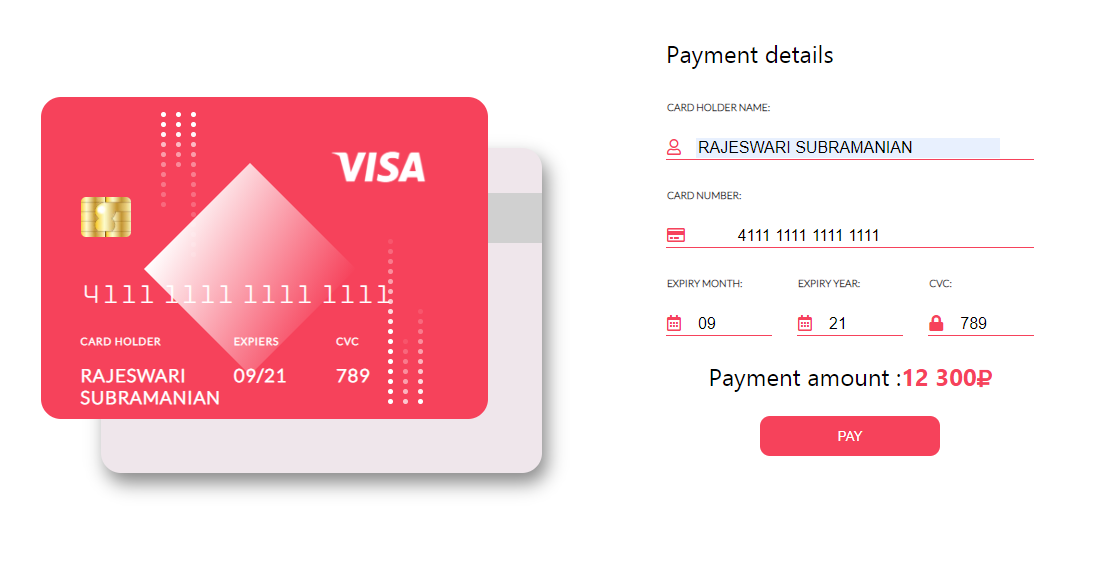 VISA
4111 1111 1111 1111
CARD HOLDER EXPIERS CVC
RAJESWARI SUBRAMANIAN 09/21 789
Payment details
CARD HOLDER NAME:
RAJESWARI SUBRAMANIAN
CARD NUMBER:
4111 1111 1111 1111
EXPIRY MONTH: EXPIRY YEAR: CVC:
09 21 789
Payment amount :12 300₽
PAY